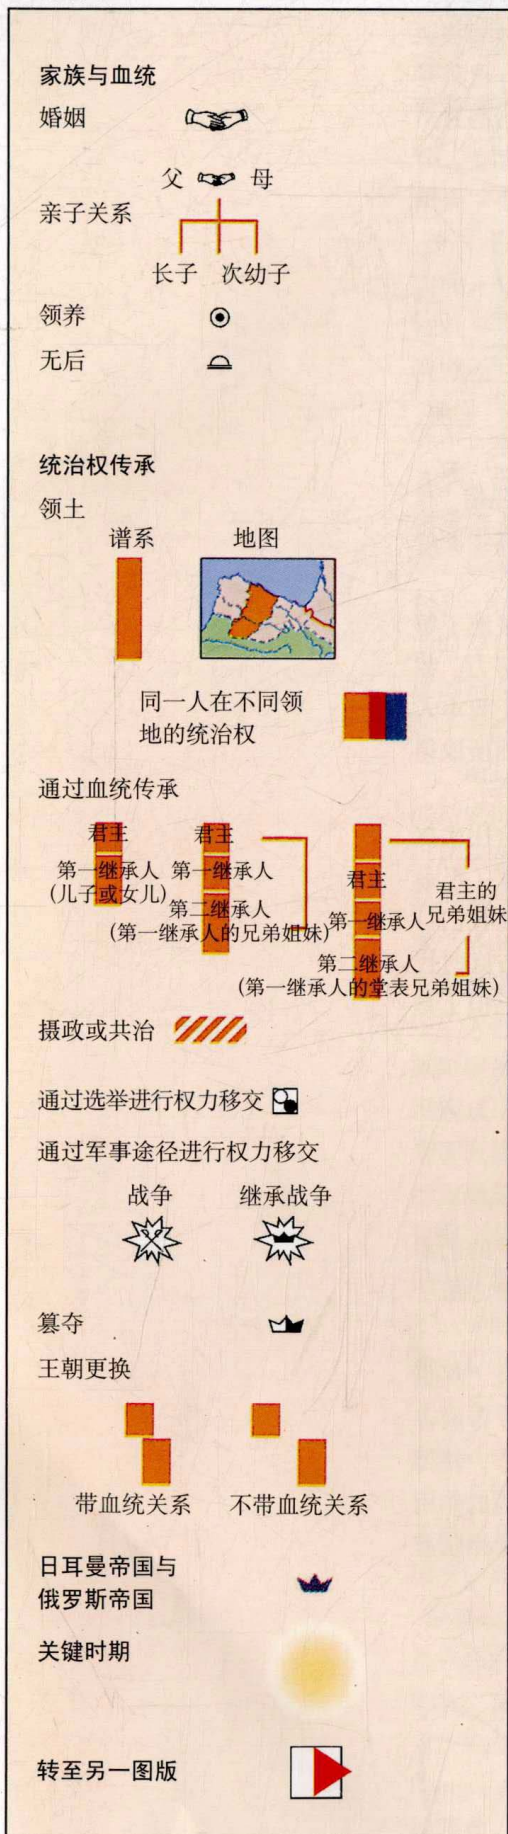 家族与血统
婚姻
父 母
亲子关系
长子 次幼子
领养
无后
统治权传承
领土
谱系 地图
同一人在不同领
地的统治权
通过血统传承
君主
第一继承人
(儿子或女儿)
君主
第一继承人
第二继承人
(第一继承人的兄弟姐妹)
君主
第一继承人
第二继承人
(第一继承人的堂表兄弟姐妹)
君主的
兄弟姐妹
摄政或共治
通过选举进行权力移交
通过军事途径进行权力移交
战争 继承战争
篡夺
王朝更换
带血统关系 不带血统关系
日耳曼帝国与
俄罗斯帝国
关键时期
转至另一图版